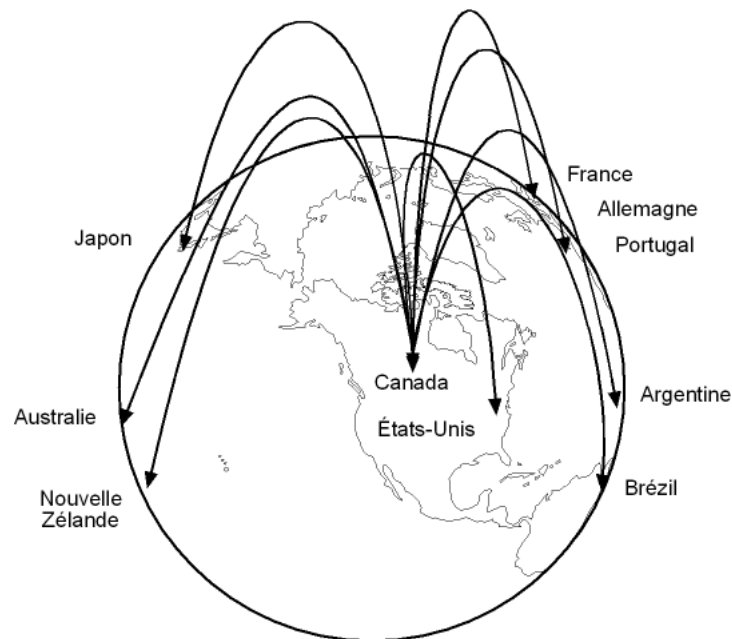 France
Allemagne
Portugal
Japon
Canada
États-Unis
Argentine
Australie
Brézil
Nouvelle
Zélande